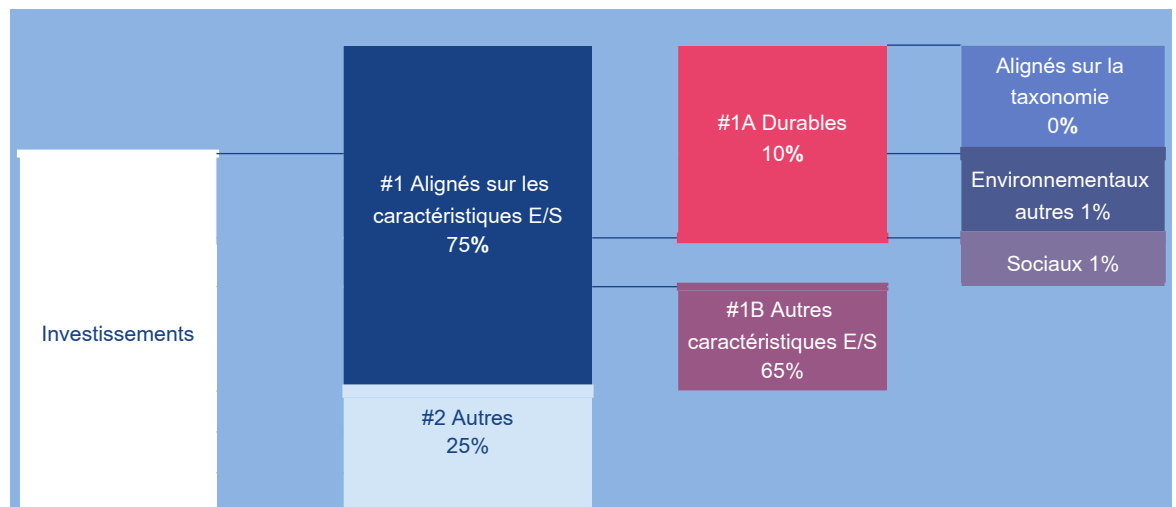 Investissements
#1 Alignés sur les
caractéristiques E/S
75%
#2 Autres
25%
#1A Durables
10%
#1B Autres
caractéristiques E/S
65%
Alignés sur la
taxonomie
0%
Environnementaux
autres 1%
Sociaux 1%